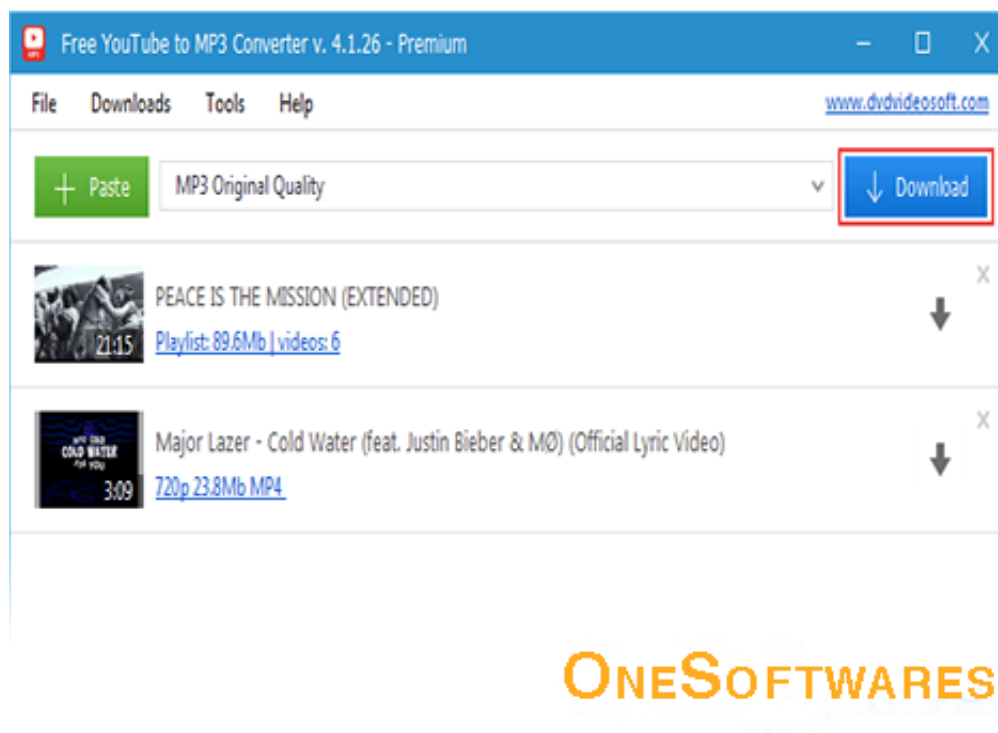 Free YouTube to MP3 Converter v. 4.1.26 - Premium
File Downloads Tools Help www.dvdvideosoft.com
Paste MP3 Original Quality Download
PEACE IS THE MISSION (EXTENDED)
21:15 Playlist: 89.6Mb | videos: 6
Major Lazer - Cold Water (feat. Justin Bieber & MØ) (Official Lyric Video)
COLD WATER
FOR YOU
3:09 720p 23.8Mb MP4
ONESOFTWARES